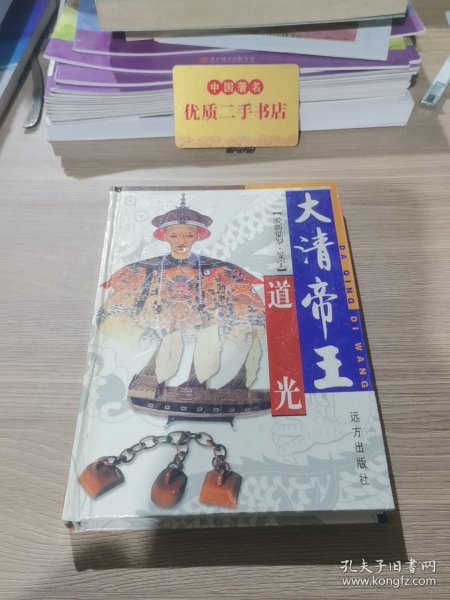 中国著名
优质二手书店
大清帝王
DA QING DI WANG
道光
远方出版社
孔夫子旧书网
www.kongfz.com